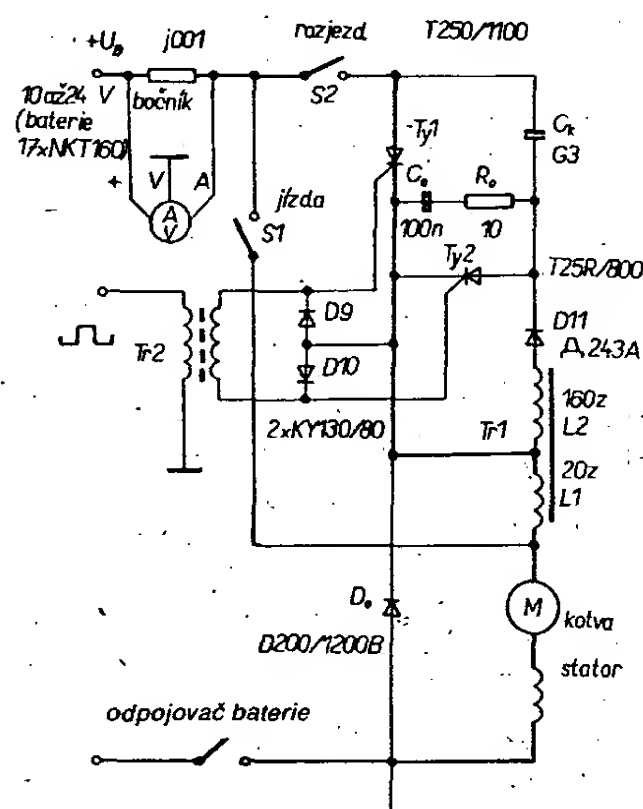 rozjezd
T250/1100
+U_B
j001
10 až 24 V
(baterie
17xNKT160)
bočník
S2
Ty1
C_k
G3
+
V
A
A
V
C_o
R_o
100n
10
jízda
S1
Ty2
T25R/800
D9
D10
D11
Д 243A
Tr2
2xKY130/80
Tr1
160z
L2
20z
L1
D_o
D200/1200B
M
kotva
stator
odpojovač baterie